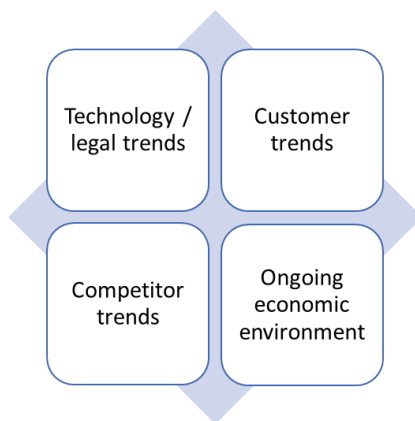 Technology /
legal trends
Customer
trends
Competitor
trends
Ongoing
economic
environment